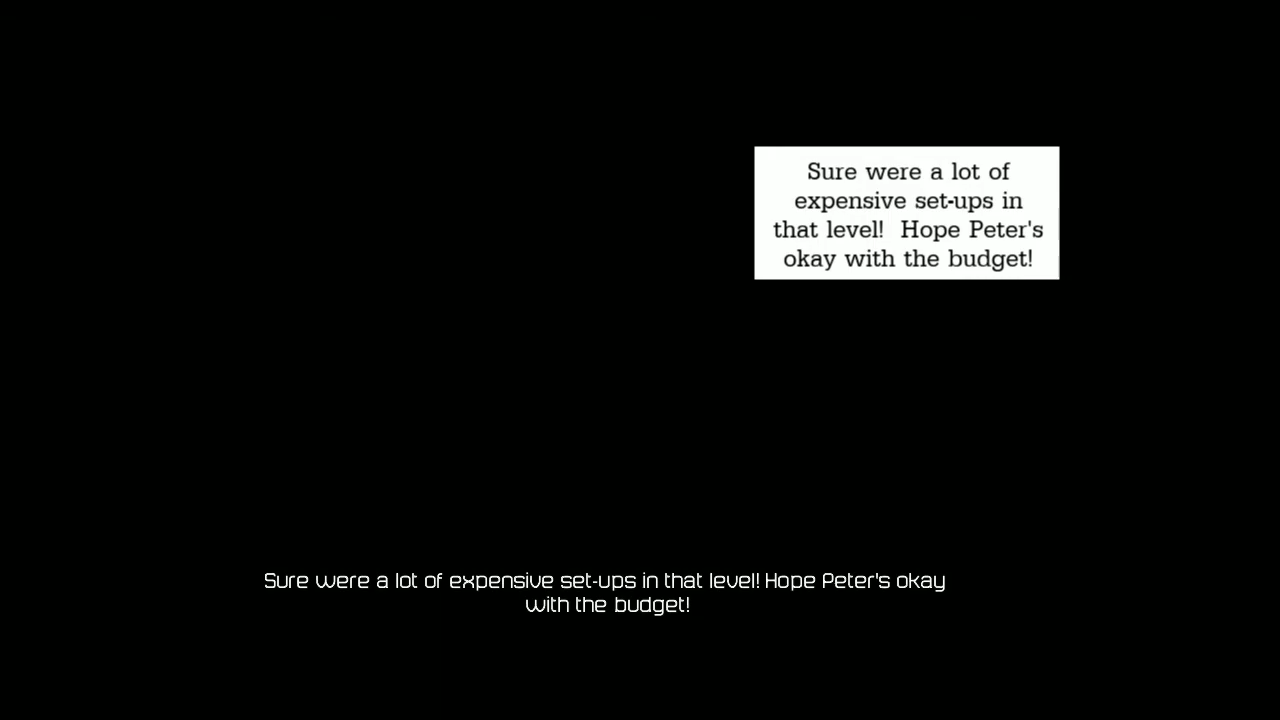 Sure were a lot of
expensive set-ups in
that level!  Hope Peter's
okay with the budget!
Sure were a lot of expensive set-ups in that level! Hope Peter's okay
with the budget!